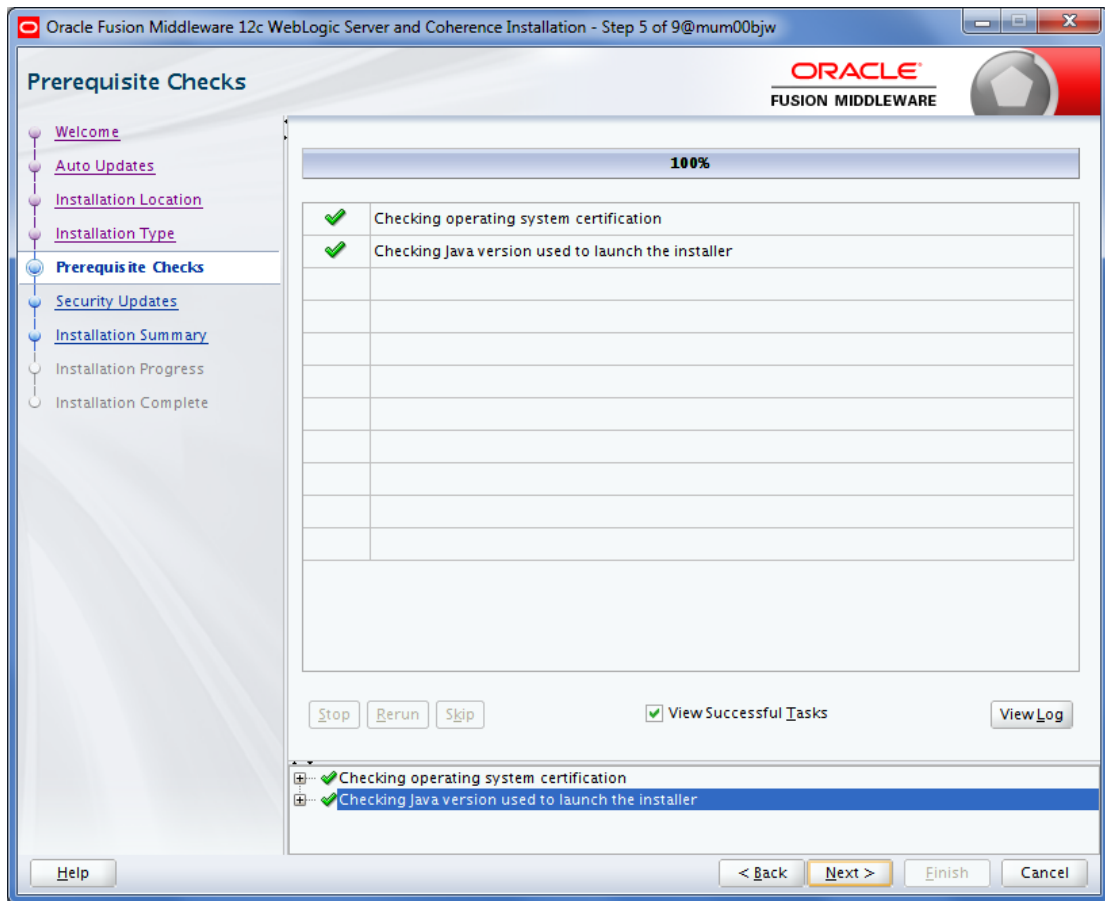 Oracle Fusion Middleware 12c WebLogic Server and Coherence Installation - Step 5 of 9@mum00bjw
Prerequisite Checks
ORACLE®
FUSION MIDDLEWARE
Welcome
Auto Updates
Installation Location
Installation Type
Prerequisite Checks
Security Updates
Installation Summary
Installation Progress
Installation Complete
100%
Checking operating system certification
Checking Java version used to launch the installer
Stop Rerun Skip View Successful Tasks View Log
Checking operating system certification
Checking Java version used to launch the installer
Help < Back Next > Finish Cancel